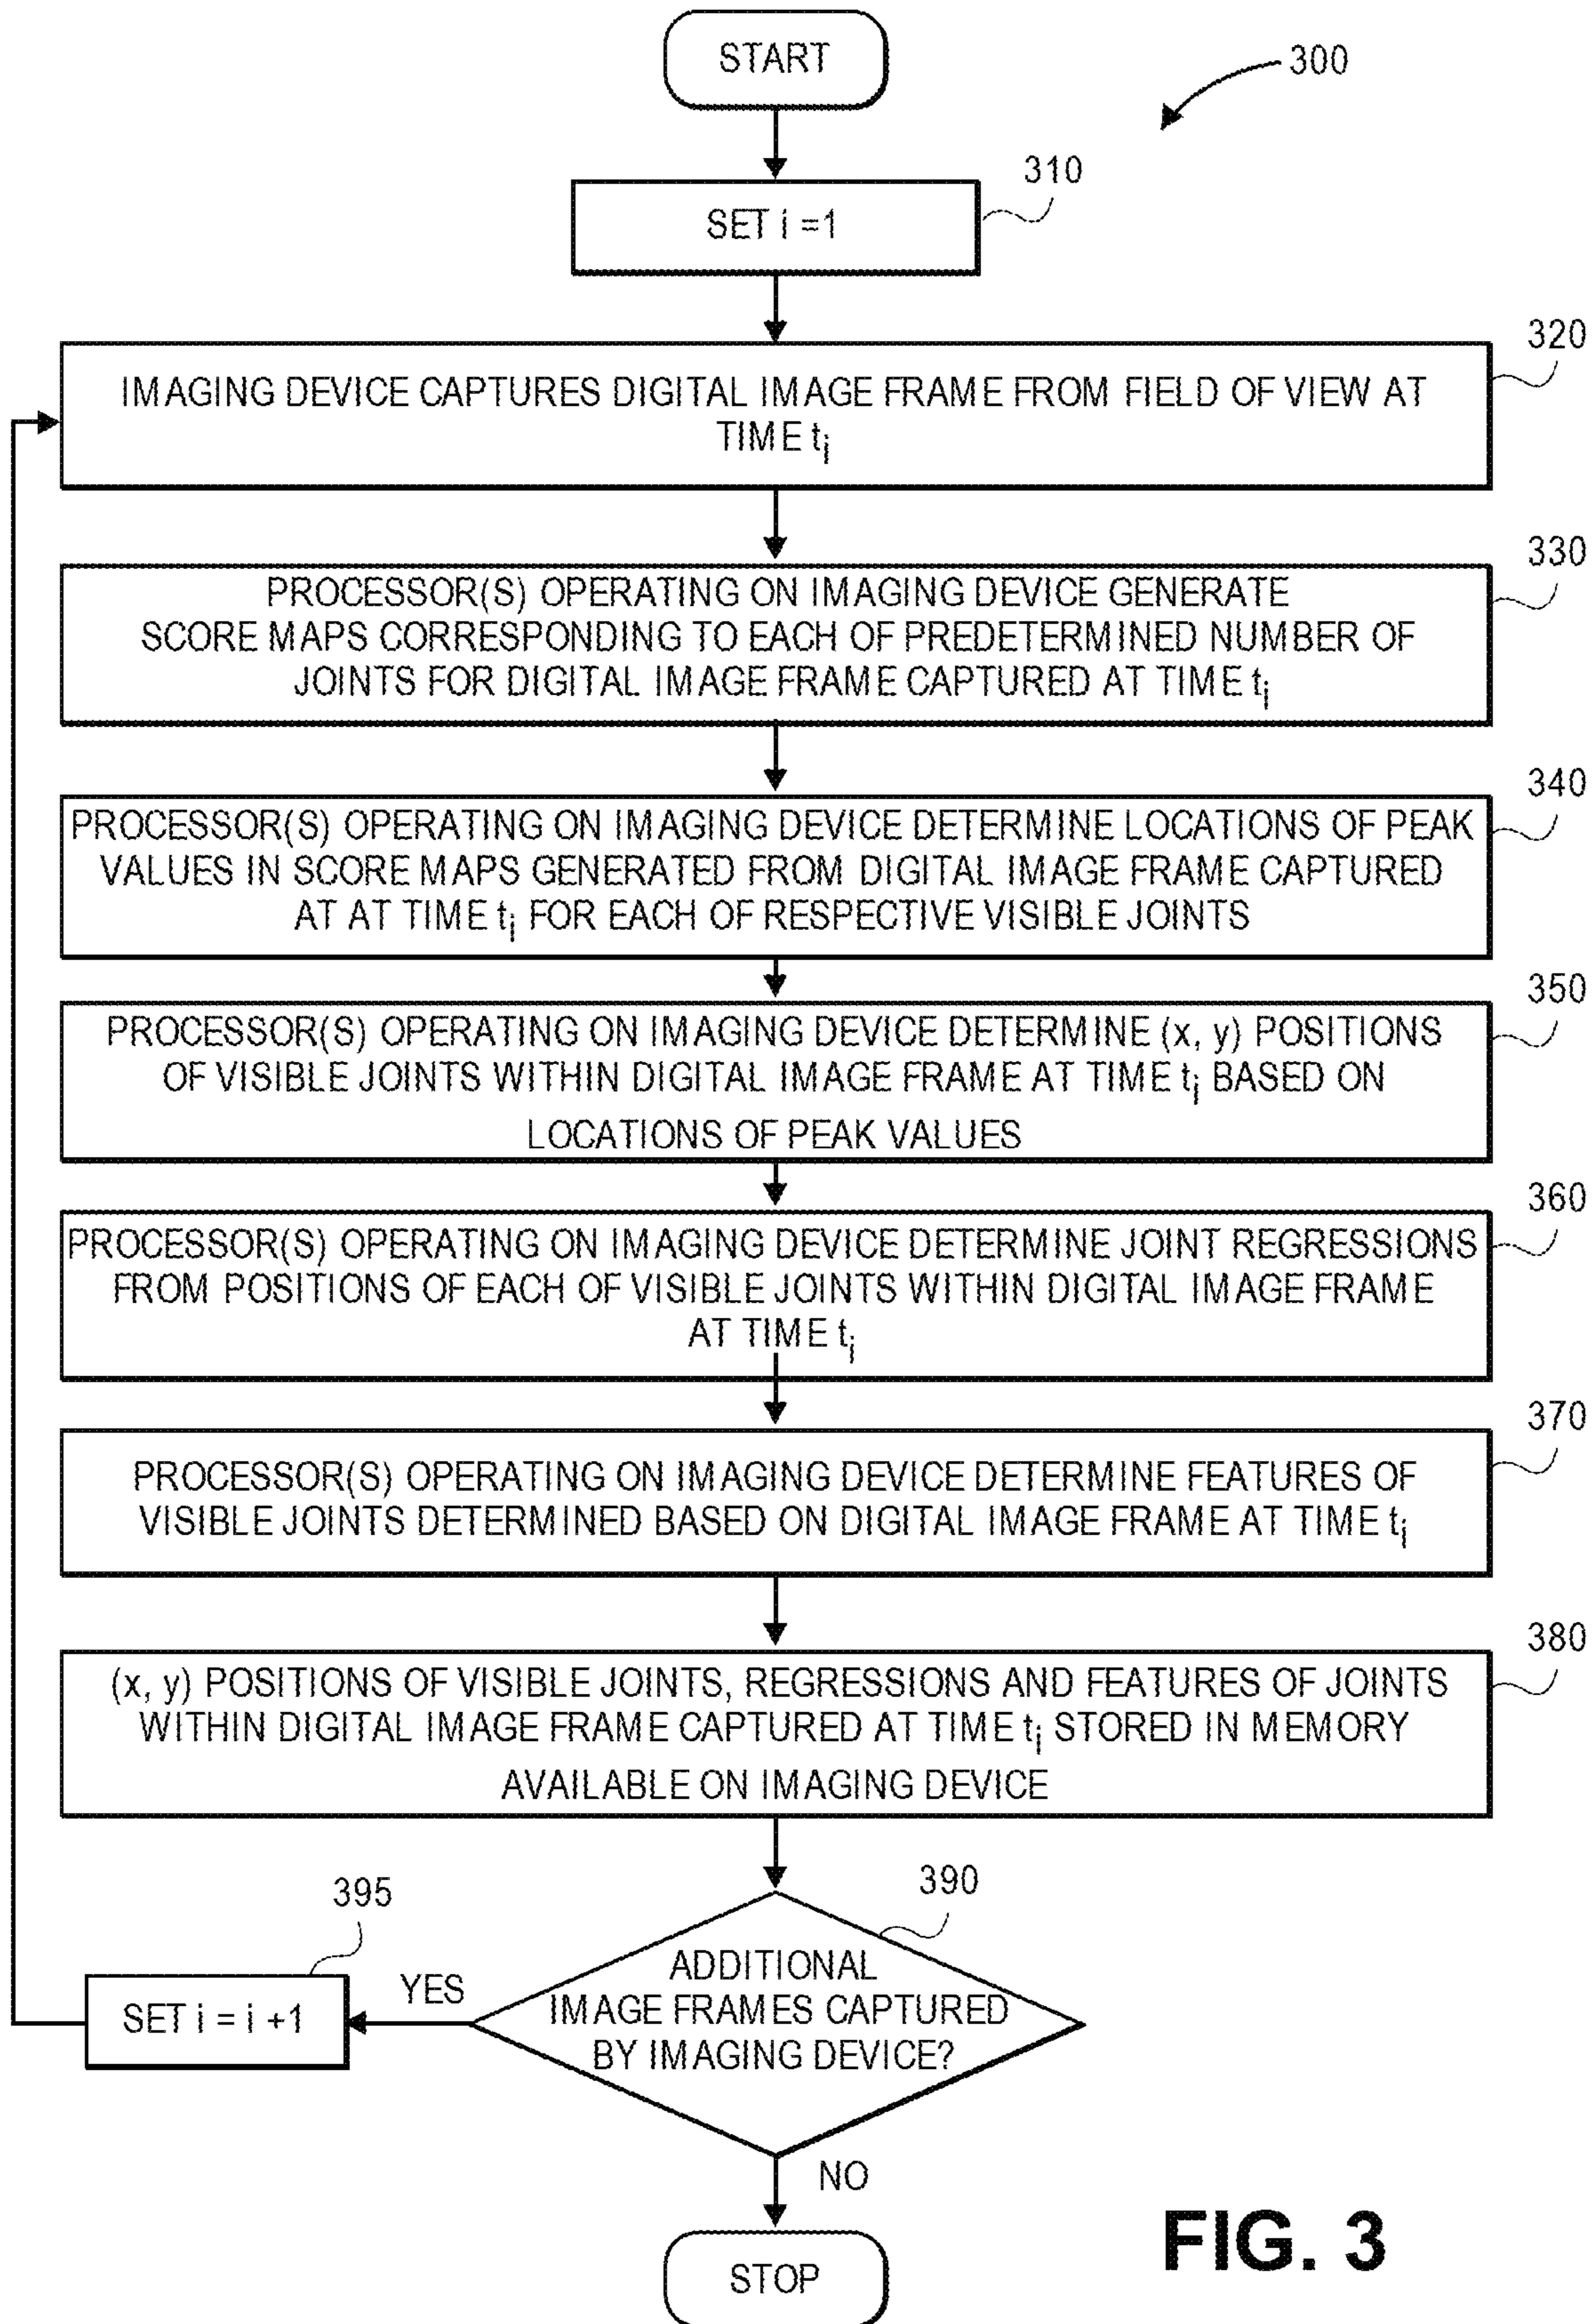 START
300
310
SET i =1
320
IMAGING DEVICE CAPTURES DIGITAL IMAGE FRAME FROM FIELD OF VIEW AT
TIME ti
330
PROCESSOR(S) OPERATING ON IMAGING DEVICE GENERATE
SCORE MAPS CORRESPONDING TO EACH OF PREDETERMINED NUMBER OF
JOINTS FOR DIGITAL IMAGE FRAME CAPTURED AT TIME ti
340
PROCESSOR(S) OPERATING ON IMAGING DEVICE DETERMINE LOCATIONS OF PEAK
VALUES IN SCORE MAPS GENERATED FROM DIGITAL IMAGE FRAME CAPTURED
AT AT TIME ti FOR EACH OF RESPECTIVE VISIBLE JOINTS
350
PROCESSOR(S) OPERATING ON IMAGING DEVICE DETERMINE (x, y) POSITIONS
OF VISIBLE JOINTS WITHIN DIGITAL IMAGE FRAME AT TIME ti BASED ON
LOCATIONS OF PEAK VALUES
360
PROCESSOR(S) OPERATING ON IMAGING DEVICE DETERMINE JOINT REGRESSIONS
FROM POSITIONS OF EACH OF VISIBLE JOINTS WITHIN DIGITAL IMAGE FRAME
AT TIME ti
370
PROCESSOR(S) OPERATING ON IMAGING DEVICE DETERMINE FEATURES OF
VISIBLE JOINTS DETERMINED BASED ON DIGITAL IMAGE FRAME AT TIME ti
380
(x, y) POSITIONS OF VISIBLE JOINTS, REGRESSIONS AND FEATURES OF JOINTS
WITHIN DIGITAL IMAGE FRAME CAPTURED AT TIME ti STORED IN MEMORY
AVAILABLE ON IMAGING DEVICE
390
ADDITIONAL
IMAGE FRAMES CAPTURED
BY IMAGING DEVICE?
395
YES
SET i = i +1
NO
STOP
FIG. 3